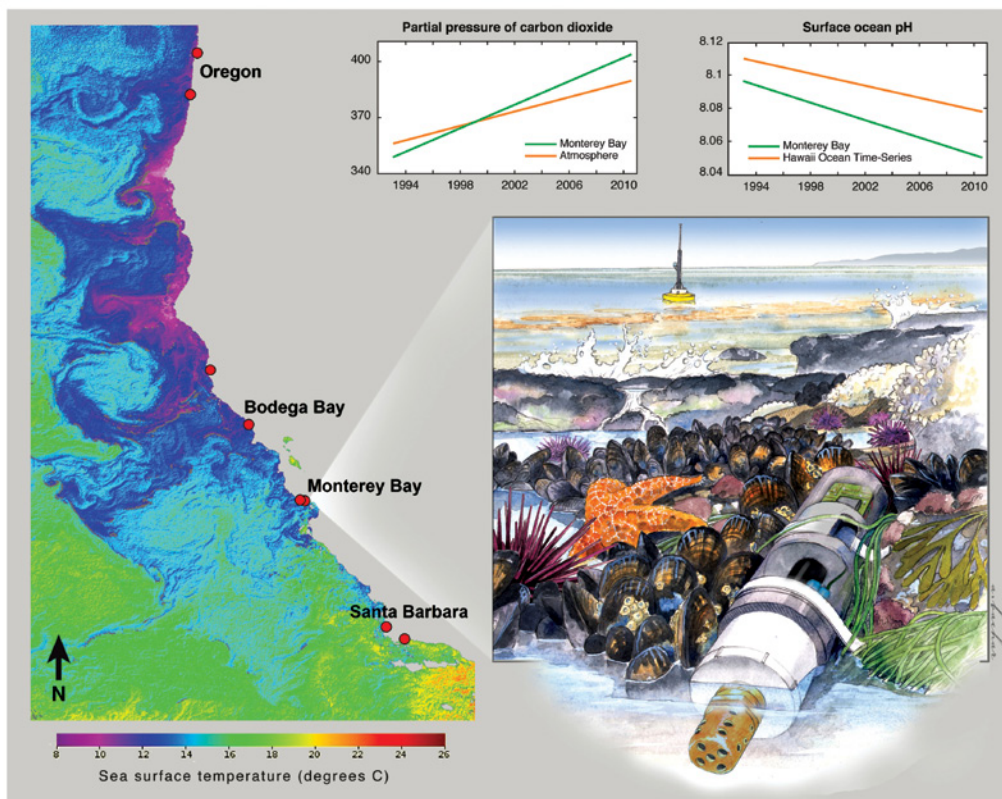 Partial pressure of carbon dioxide
400
370
340
Monterey Bay
Atmosphere
1994 1998 2002 2006 2010
Surface ocean pH
8.12
8.10
8.08
8.06
8.04
Monterey Bay
Hawaii Ocean Time-Series
1994 1998 2002 2006 2010
Oregon
Bodega Bay
Monterey Bay
Santa Barbara
N
8 10 12 14 16 18 20 22 24 26
Sea surface temperature (degrees C)